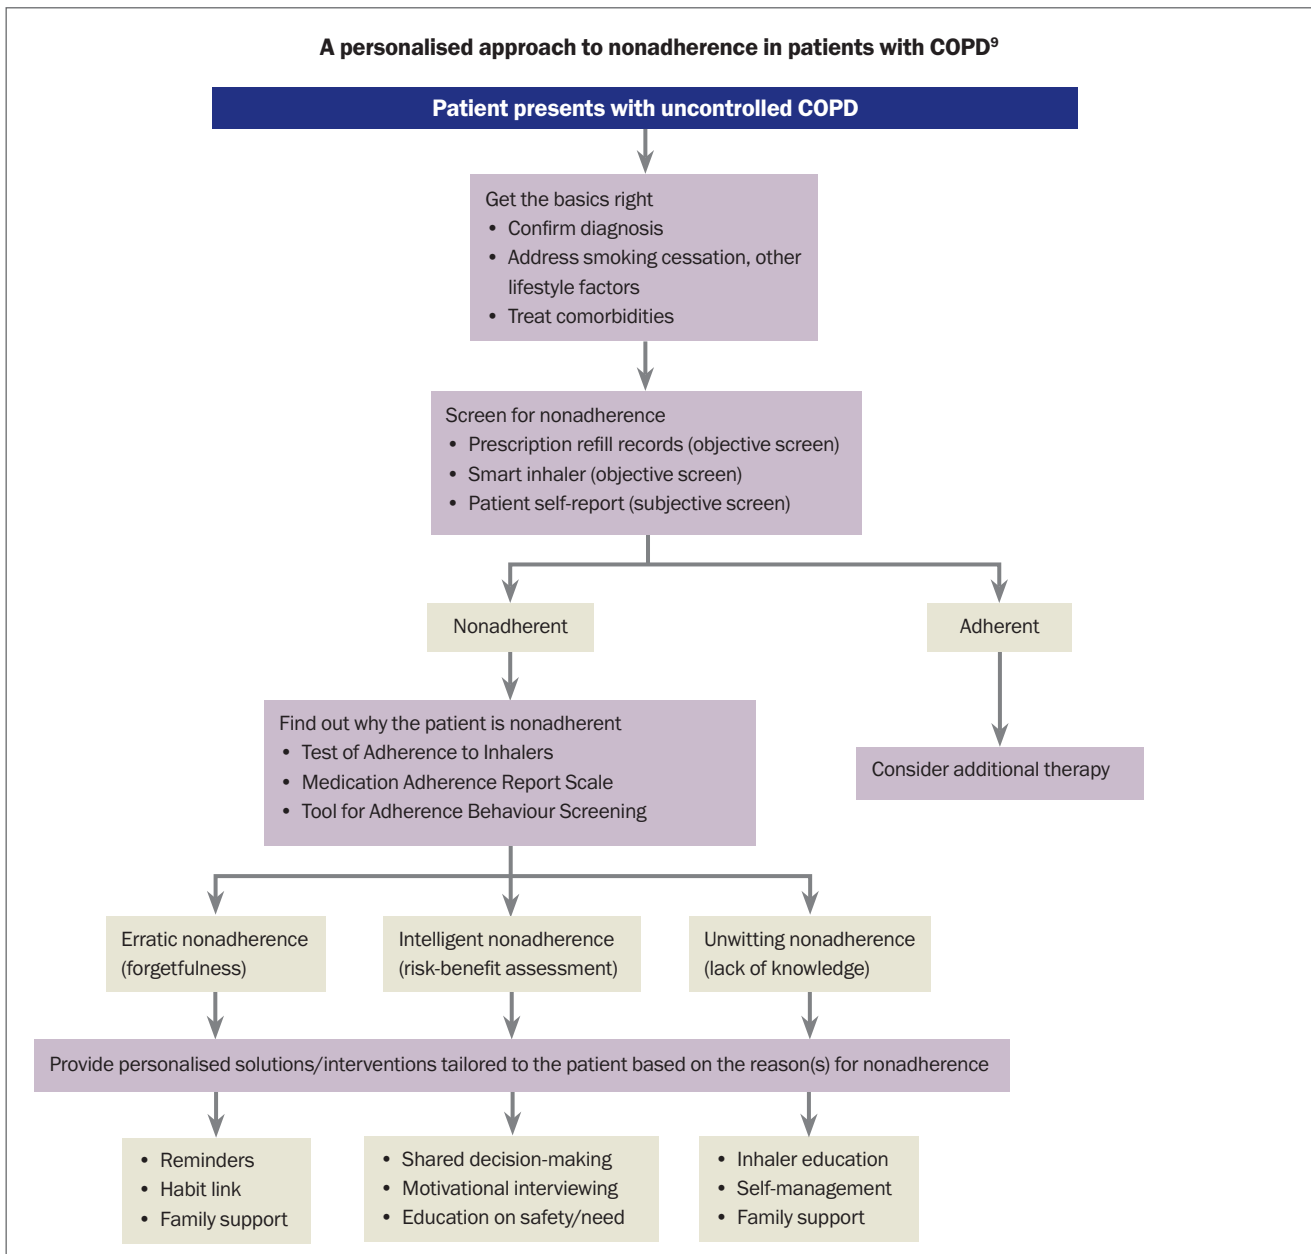 A personalised approach to nonadherence in patients with COPD⁹
Patient presents with uncontrolled COPD
Get the basics right
• Confirm diagnosis
• Address smoking cessation, other
lifestyle factors
• Treat comorbidities
Screen for nonadherence
• Prescription refill records (objective screen)
• Smart inhaler (objective screen)
• Patient self-report (subjective screen)
Nonadherent
Adherent
Find out why the patient is nonadherent
• Test of Adherence to Inhalers
• Medication Adherence Report Scale
• Tool for Adherence Behaviour Screening
Consider additional therapy
Erratic nonadherence
(forgetfulness)
Intelligent nonadherence
(risk-benefit assessment)
Unwitting nonadherence
(lack of knowledge)
Provide personalised solutions/interventions tailored to the patient based on the reason(s) for nonadherence
• Reminders
• Habit link
• Family support
• Shared decision-making
• Motivational interviewing
• Education on safety/need
• Inhaler education
• Self-management
• Family support